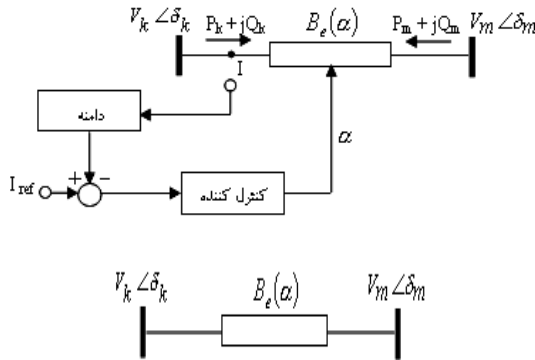 V_k ∠δ_k
P_k + jQ_k
B_e(α)
P_m + jQ_m
V_m ∠δ_m
I
دامنه
α
+ −
I_ref
کنترل کننده
V_k ∠δ_k
B_e(α)
V_m ∠δ_m